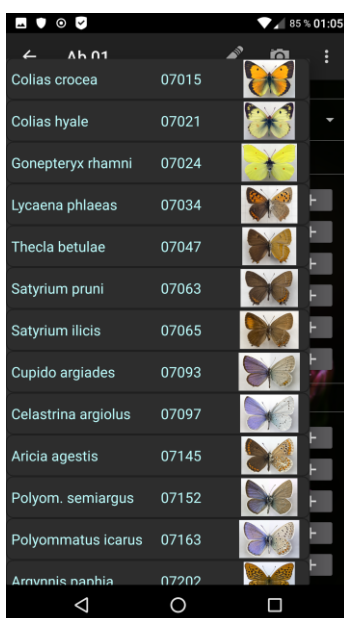 85 % 01:05
Ab 01
Colias crocea 07015
Colias hyale 07021
Gonepteryx rhamni 07024
Lycaena phlaeas 07034
Thecla betulae 07047
Satyrium pruni 07063
Satyrium ilicis 07065
Cupido argiades 07093
Celastrina argiolus 07097
Aricia agestis 07145
Polyom. semiargus 07152
Polyommatus icarus 07163
Argynnis paphia 07202